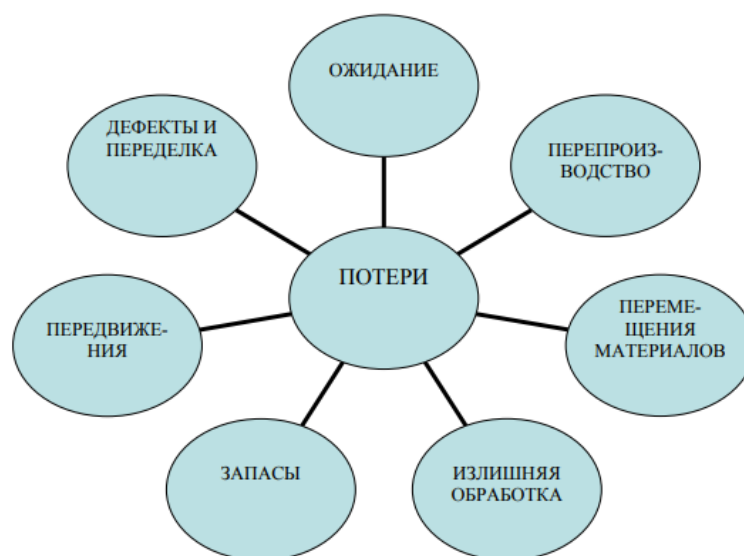 ОЖИДАНИЕ
ДЕФЕКТЫ И
ПЕРЕДЕЛКА
ПЕРЕПРОИЗ-
ВОДСТВО
ПОТЕРИ
ПЕРЕДВИЖЕ-
НИЯ
ПЕРЕМЕ-
ЩЕНИЯ
МАТЕРИАЛОВ
ЗАПАСЫ
ИЗЛИШНЯЯ
ОБРАБОТКА